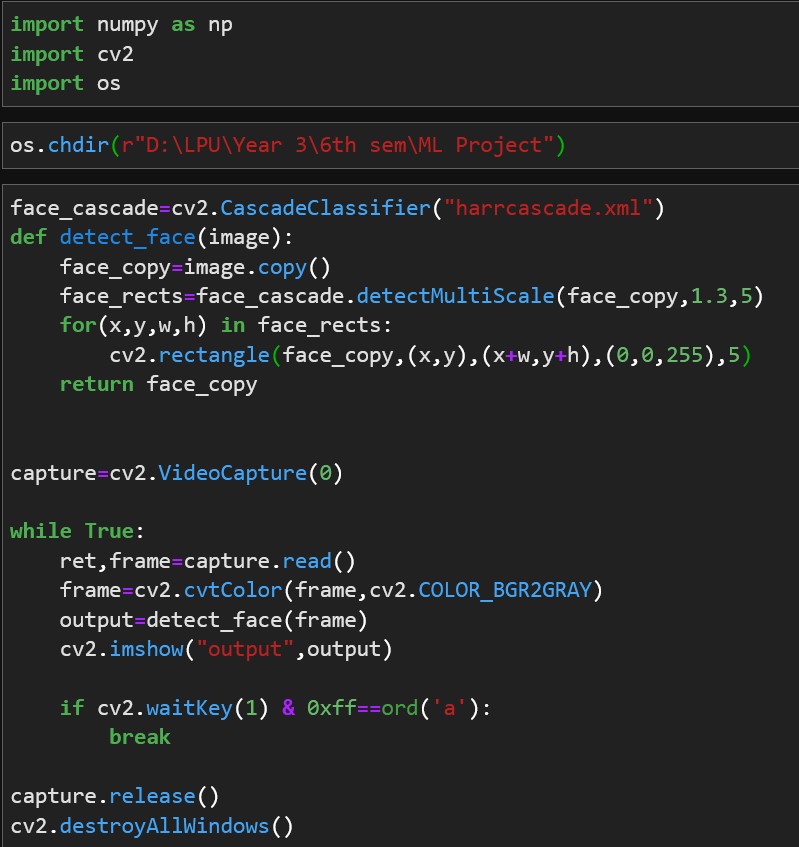 import numpy as np
import cv2
import os
os.chdir(r"D:\LPU\Year 3\6th sem\ML Project")
face_cascade=cv2.CascadeClassifier("harrcascade.xml")
def detect_face(image):
    face_copy=image.copy()
    face_rects=face_cascade.detectMultiScale(face_copy,1.3,5)
    for(x,y,w,h) in face_rects:
        cv2.rectangle(face_copy,(x,y),(x+w,y+h),(0,0,255),5)
    return face_copy
capture=cv2.VideoCapture(0)
while True:
    ret,frame=capture.read()
    frame=cv2.cvtColor(frame,cv2.COLOR_BGR2GRAY)
    output=detect_face(frame)
    cv2.imshow("output",output)
    if cv2.waitKey(1) & 0xff==ord('a'):
        break
capture.release()
cv2.destroyAllWindows()